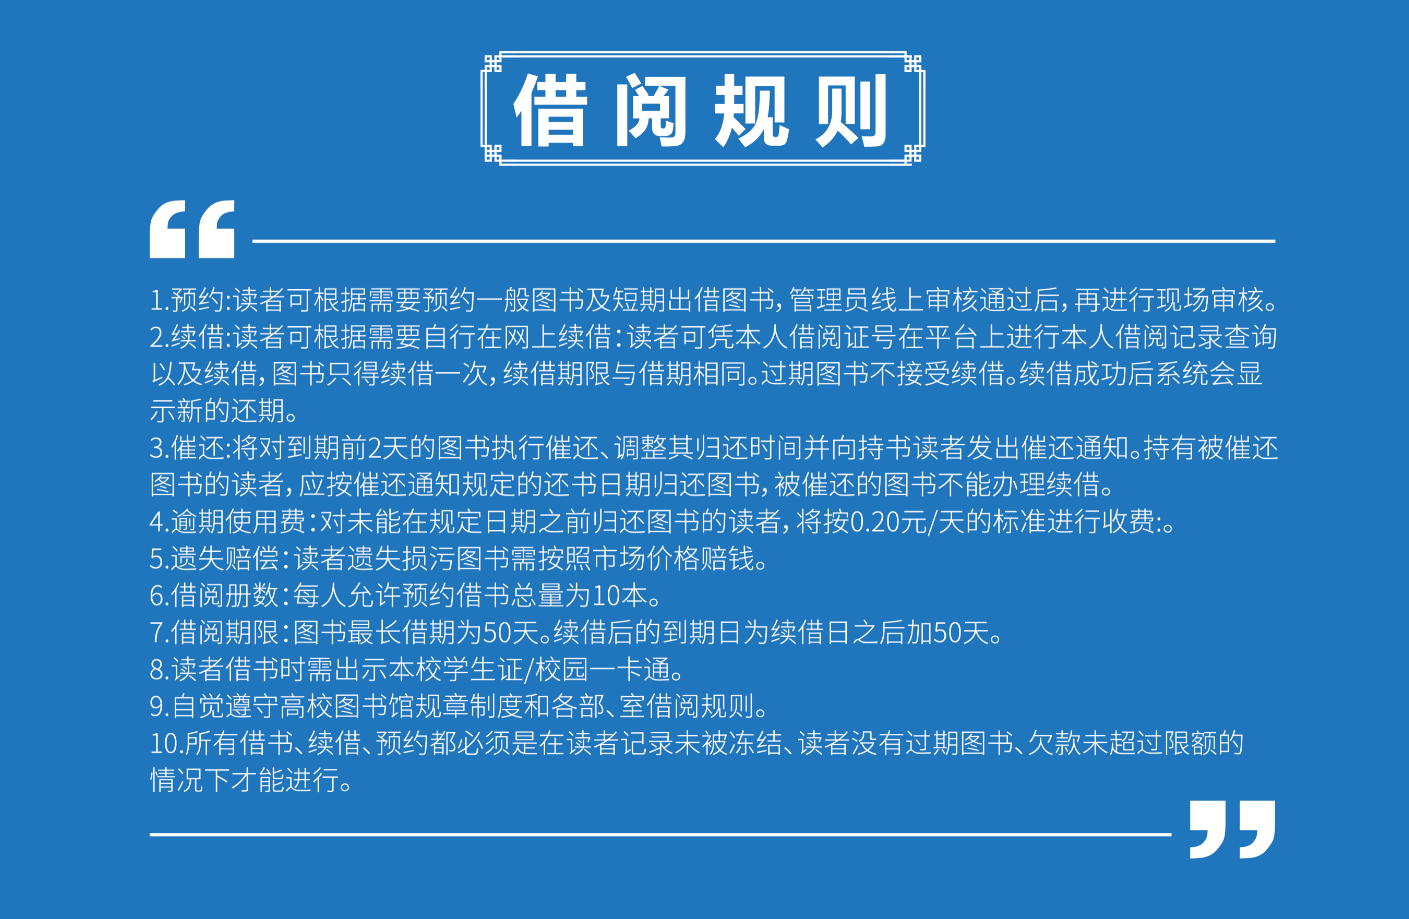 借阅规则
1.预约:读者可根据需要预约一般图书及短期出借图书，管理员线上审核通过后，再进行现场审核。
2.续借:读者可根据需要自行在网上续借：读者可凭本人借阅证号在平台上进行本人借阅记录查询
以及续借，图书只得续借一次，续借期限与借期相同。过期图书不接受续借。续借成功后系统会显
示新的还期。
3.催还:将对到期前2天的图书执行催还、调整其归还时间并向持书读者发出催还通知。持有被催还
图书的读者，应按催还通知规定的还书日期归还图书，被催还的图书不能办理续借。
4.逾期使用费：对未能在规定日期之前归还图书的读者，将按0.20元/天的标准进行收费:。
5.遗失赔偿：读者遗失损污图书需按照市场价格赔钱。
6.借阅册数：每人允许预约借书总量为10本。
7.借阅期限：图书最长借期为50天。续借后的到期日为续借日之后加50天。
8.读者借书时需出示本校学生证/校园一卡通。
9.自觉遵守高校图书馆规章制度和各部、室借阅规则。
10.所有借书、续借、预约都必须是在读者记录未被冻结、读者没有过期图书、欠款未超过限额的
情况下才能进行。